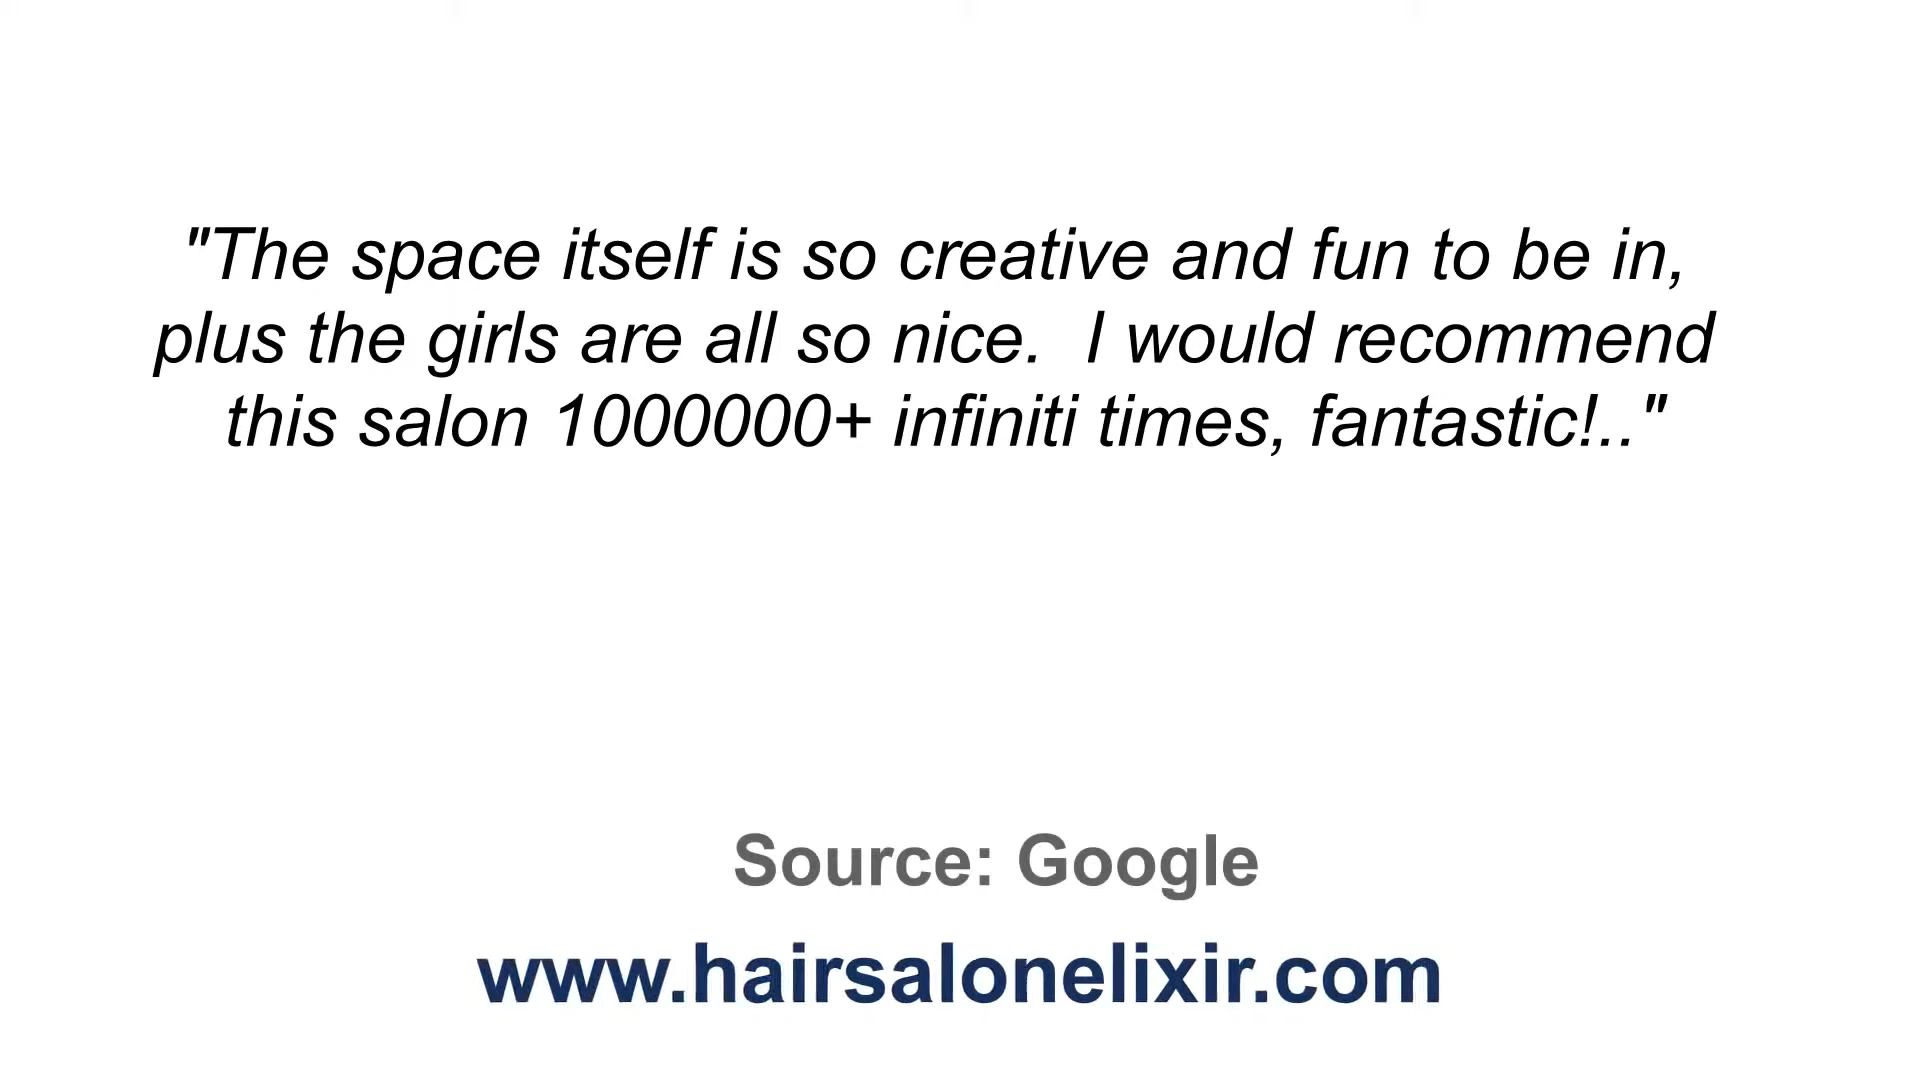 "The space itself is so creative and fun to be in,
plus the girls are all so nice.  I would recommend
this salon 1000000+ infiniti times, fantastic!.."
Source: Google
www.hairsalonelixir.com